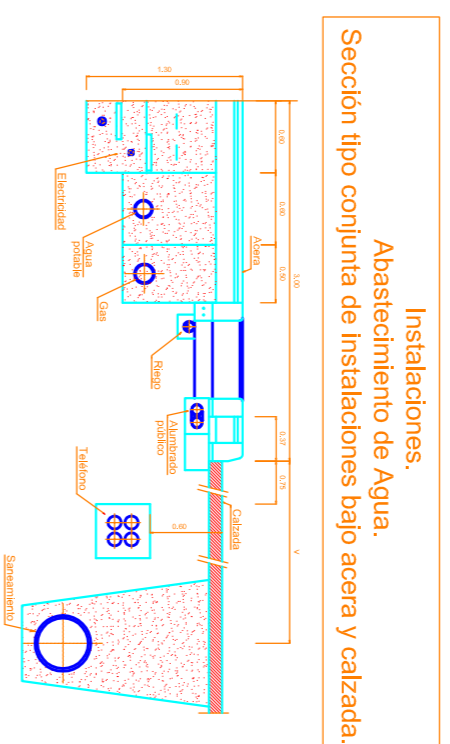 Instalaciones.
Abastecimiento de Agua.
Sección tipo conjunta de instalaciones bajo acera y calzada.
3,00
V
0,60
0,60
0,50
0,37
0,75
1.30
0.90
Acera
Calzada
0.60
Electricidad
Agua
potable
Gas
Riego
Alumbrado
público
Teléfono
Saneamiento